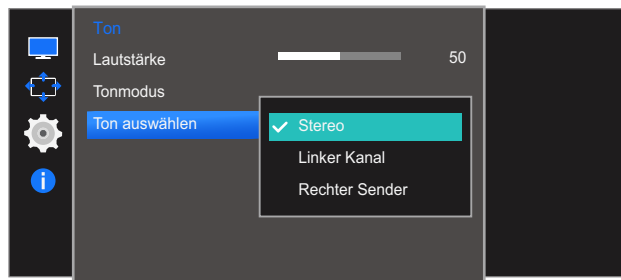 Ton
Lautstärke 50
Tonmodus
Ton auswählen
Stereo
Linker Kanal
Rechter Sender